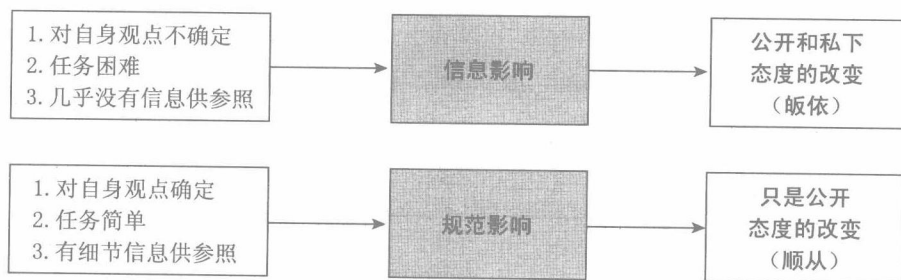 1. 对自身观点不确定
2. 任务困难
3. 几乎没有信息供参照
信息影响
公开和私下
态度的改变
（皈依）
1. 对自身观点确定
2. 任务简单
3. 有细节信息供参照
规范影响
只是公开
态度的改变
（顺从）